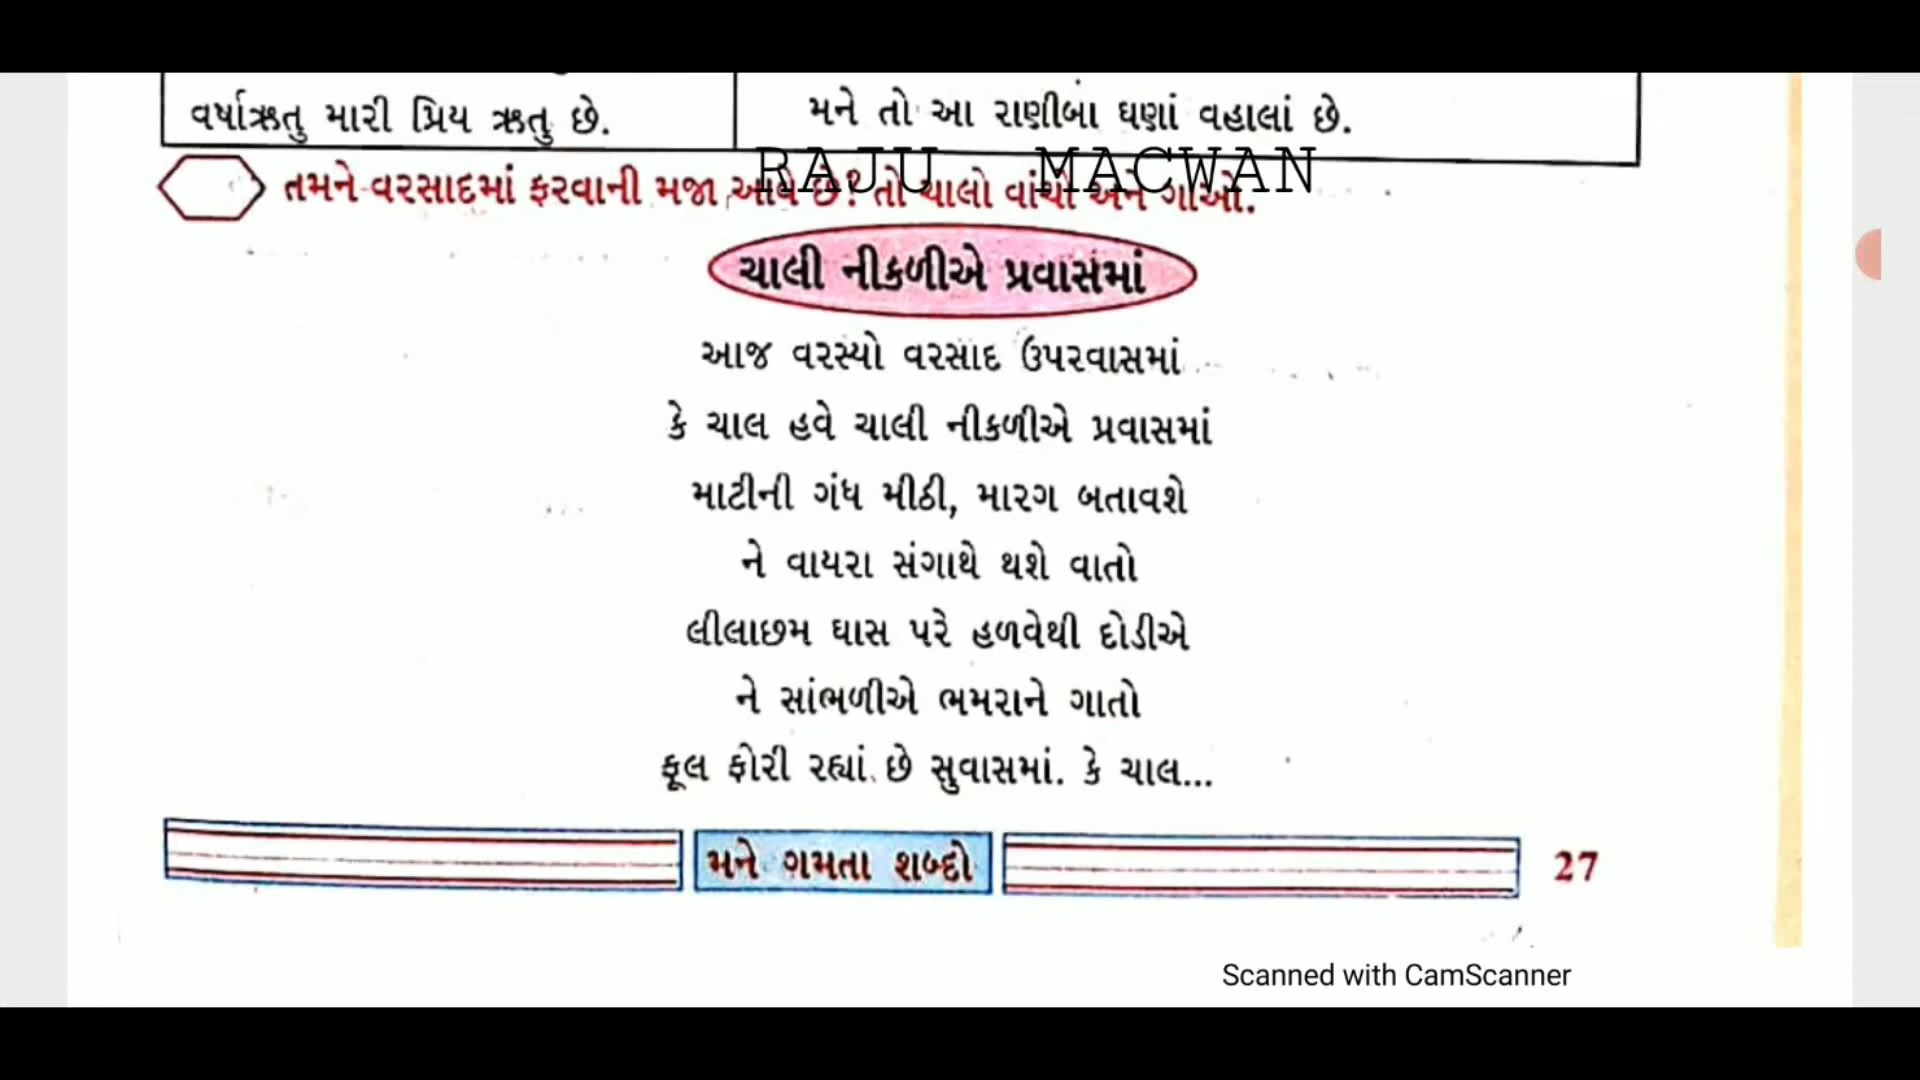 વર્ષાઋતુ મારી પ્રિય ઋતુ છે.
મને તો આ રાણીબા ઘણાં વહાલાં છે.
RAJU MACWAN
તમને વરસાદમાં ફરવાની મજા આવે છે? તો ચાલો વાંચો અને ગાઓ.
ચાલી નીકળીએ પ્રવાસમાં
આજ વરસ્યો વરસાદ ઉપરવાસમાં
કે ચાલ હવે ચાલી નીકળીએ પ્રવાસમાં
માટીની ગંધ મીઠી, મારગ બતાવશે
ને વાયરા સંગાથે થશે વાતો
લીલાછમ ઘાસ પરે હળવેથી દોડીએ
ને સાંભળીએ ભમરાને ગાતો
ફૂલ ફોરી રહ્યાં છે સુવાસમાં. કે ચાલ...
મને ગમતા શબ્દો
27
Scanned with CamScanner